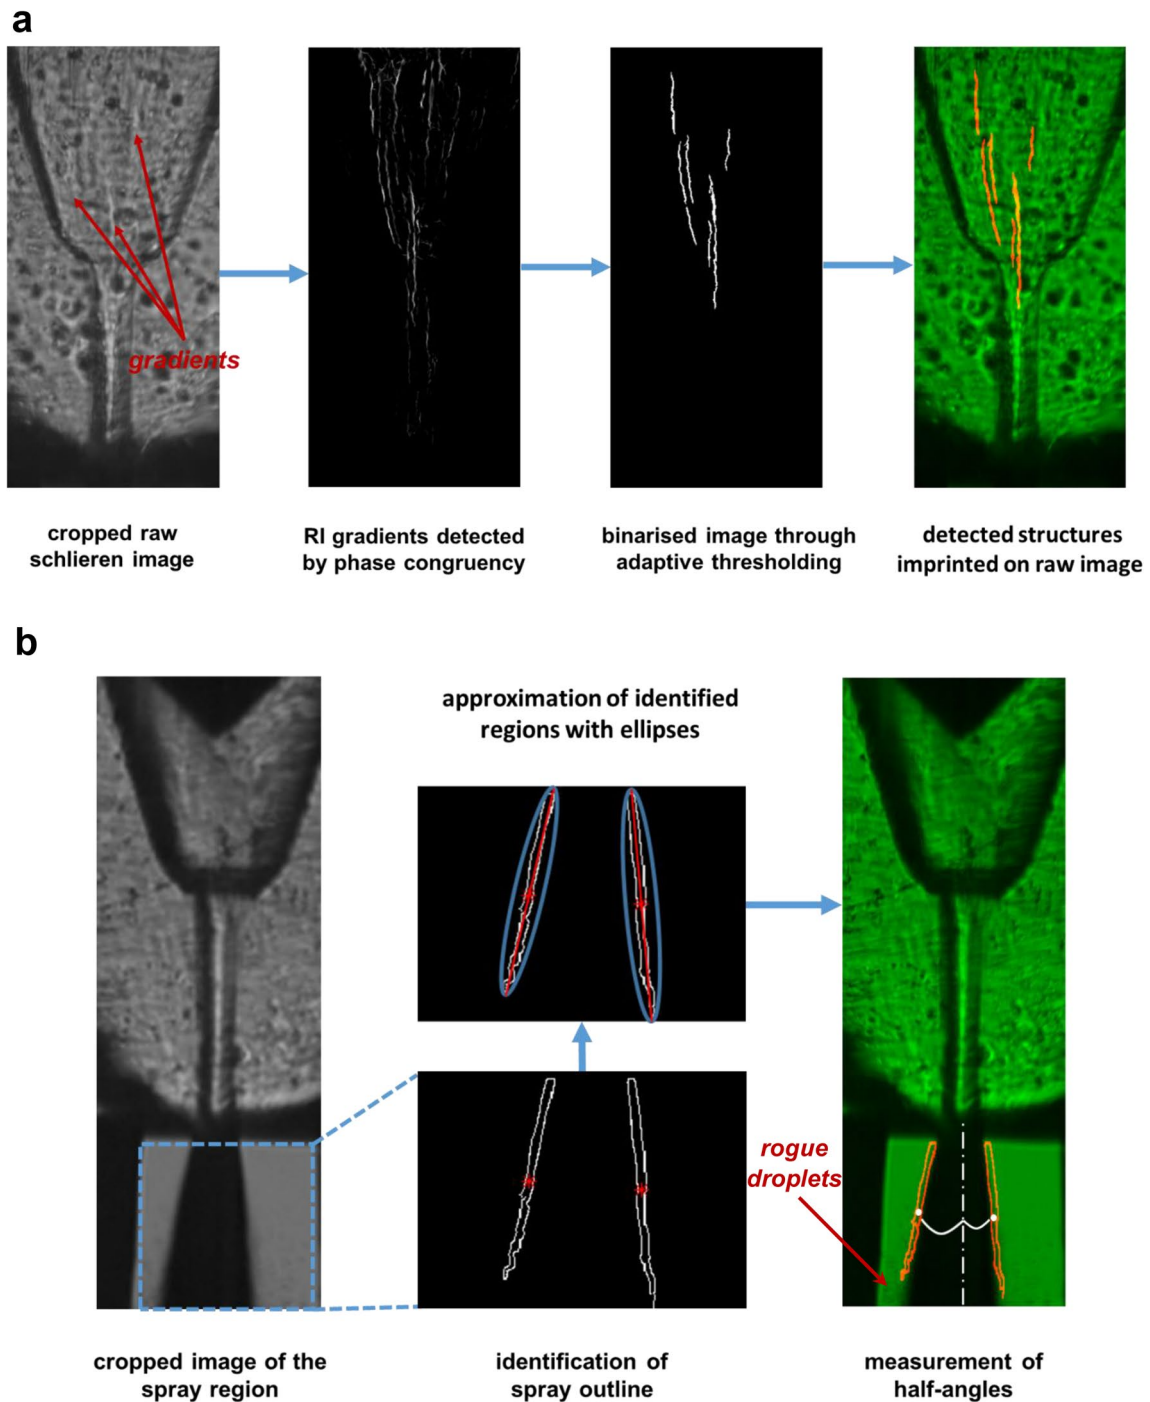 a
gradients
cropped raw
schlieren image
RI gradients detected
by phase congruency
binarised image through
adaptive thresholding
detected structures
imprinted on raw image
b
approximation of identified
regions with ellipses
rogue
droplets
cropped image of the
spray region
identification of
spray outline
measurement of
half-angles